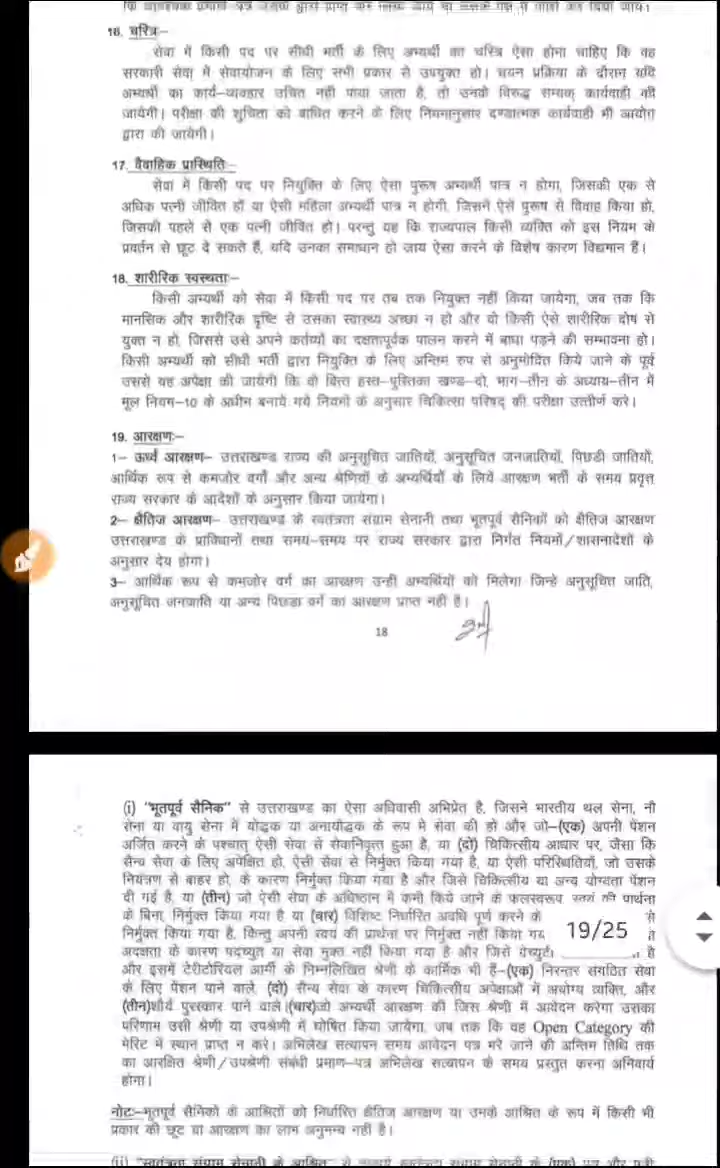 16. चरित्र:–
सेवा में किसी पद पर सीधी भर्ती के लिए अभ्यर्थी का चरित्र ऐसा होना चाहिए कि वह
सरकारी सेवा में सेवायोजन के लिए सभी प्रकार से उपयुक्त हो। चयन प्रक्रिया के दौरान यदि
अभ्यर्थी का कार्य–व्यवहार उचित नहीं पाया जाता है, तो उनके विरुद्ध सम्यक् कार्यवाही की
जायेगी। परीक्षा की शुचिता को बाधित करने के लिए नियमानुसार दण्डात्मक कार्यवाही भी आयोग
द्वारा की जायेगी।
17. वैवाहिक प्रास्थिति–
सेवा में किसी पद पर नियुक्ति के लिए ऐसा पुरूष अभ्यर्थी पात्र न होगा, जिसकी एक से
अधिक पत्नी जीवित हों या ऐसी महिला अभ्यर्थी पात्र न होगी, जिसने ऐसे पुरूष से विवाह किया हो,
जिसकी पहले से एक पत्नी जीवित हो। परन्तु यह कि राज्यपाल किसी व्यक्ति को इस नियम के
प्रवर्तन से छूट दे सकते हैं, यदि उनका समाधान हो जाय ऐसा करने के विशेष कारण विद्यमान हैं।
18. शारीरिक स्वस्थता:–
किसी अभ्यर्थी को सेवा में किसी पद पर तब तक नियुक्त नहीं किया जायेगा, जब तक कि
मानसिक और शारीरिक दृष्टि से उसका स्वास्थ्य अच्छा न हो और वो किसी ऐसे शारीरिक दोष से
युक्त न हो, जिससे उसे अपने कर्तव्यों का दक्षतापूर्वक पालन करने में बाधा पड़ने की सम्भावना हो।
किसी अभ्यर्थी को सीधी भर्ती द्वारा नियुक्ति के लिए अन्तिम रूप से अनुमोदित किये जाने के पूर्व
उससे यह अपेक्षा की जायेगी कि वो वित्त हस्त–पुस्तिका खण्ड–दो, भाग–तीन के अध्याय–तीन में
मूल नियम–10 के अधीन बनाये गये नियमों के अनुसार चिकित्सा परिषद् की परीक्षा उत्तीर्ण करे।
19. आरक्षण:–
1– ऊर्ध्व आरक्षण– उत्तराखण्ड राज्य की अनुसूचित जातियों, अनुसूचित जनजातियों, पिछडी जातियों,
आर्थिक रूप से कमजोर वर्गों और अन्य श्रेणियों के अभ्यर्थियों के लिये आरक्षण भर्ती के समय प्रवृत्त
राज्य सरकार के आदेशों के अनुसार किया जायेगा।
2– क्षैतिज आरक्षण– उत्तराखण्ड के स्वतंत्रता संग्राम सेनानी तथा भूतपूर्व सैनिकों को क्षैतिज आरक्षण
उत्तराखण्ड के प्राविधानों तथा समय–समय पर राज्य सरकार द्वारा निर्गत नियमों/शासनादेशों के
अनुसार देय होगा।
3– आर्थिक रूप से कमजोर वर्ग का आरक्षण उन्हीं अभ्यर्थियों को मिलेगा जिन्हे अनुसूचित जाति,
अनुसूचित जनजाति या अन्य पिछडा वर्ग का आरक्षण प्राप्त नहीं है।
18
(i) "भूतपूर्व सैनिक" से उत्तराखण्ड का ऐसा अधिवासी अभिप्रेत है, जिसने भारतीय थल सेना, नौ
सेना या वायु सेना में योद्धक या अनायोद्धक के रूप मे सेवा की हो और जो–(एक) अपनी पेंशन
अर्जित करने के पश्चात् ऐसी सेवा से सेवानिवृत्त हुआ है, या (दो) चिकित्सीय आधार पर, जैसा कि
सैन्य सेवा के लिए अपेक्षित हो, ऐसी सेवा से निर्मुक्त किया गया है, या ऐसी परिस्थितियों, जो उसके
नियंत्रण से बाहर हो, के कारण निर्मुक्त किया गया है और जिसे चिकित्सीय या अन्य योग्यता पेंशन
दी गई है, या (तीन) जो ऐसी सेवा के अधिष्ठान में कमी किये जाने के फलस्वरूप स्वयं की प्रार्थना
के बिना, निर्मुक्त किया गया है या (चार) विशिष्ट निर्धारित अवधि पूर्ण करने के से
निर्मुक्त किया गया है, किन्तु अपनी स्वयं की प्रार्थना पर निर्मुक्त नहीं किया
19/25
अदक्षता के कारण पदच्युत या सेवा मुक्त नहीं किया गया है और जिसे है
और इसमें टेरीटोरियल आर्मी के निम्नलिखित श्रेणी के कार्मिक भी हैं–(एक) निरन्तर संगठित सेवा
के लिए पेंशन पाने वाले, (दो) सैन्य सेवा के कारण चिकित्सीय अपेक्षाओं में अयोग्य व्यक्ति, और
(तीन)शौर्य पुरस्कार पाने वाले।(चार)जो अभ्यर्थी आरक्षण की जिस श्रेणी में आवेदन करेगा उसका
परिणाम उसी श्रेणी या उपश्रेणी में घोषित किया जायेगा, जब तक कि वह Open Category की
मेरिट में स्थान प्राप्त न करे। अभिलेख सत्यापन समय आवेदन पत्र भरे जाने की अन्तिम तिथि तक
का आरक्षित श्रेणी/उपश्रेणी संबंधी प्रमाण–पत्र अभिलेख सत्यापन के समय प्रस्तुत करना अनिवार्य
होगा।
नोट:–भूतपूर्व सैनिकों के आश्रितों को निर्धारित क्षैतिज आरक्षण या उनके आश्रित के रूप में किसी भी
प्रकार की छूट या आरक्षण का लाभ अनुमन्य नहीं है।